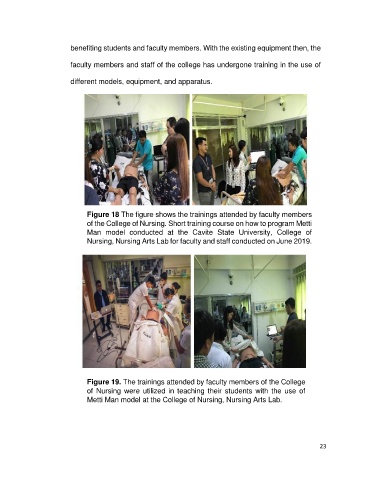 benefiting students and faculty members. With the existing equipment then, the
faculty members and staff of the college has undergone training in the use of
different models, equipment, and apparatus.
Figure 18 The figure shows the trainings attended by faculty members
of the College of Nursing. Short training course on how to program Metti
Man model conducted at the Cavite State University, College of
Nursing, Nursing Arts Lab for faculty and staff conducted on June 2019.
Figure 19. The trainings attended by faculty members of the College
of Nursing were utilized in teaching their students with the use of
Metti Man model at the College of Nursing, Nursing Arts Lab.
23